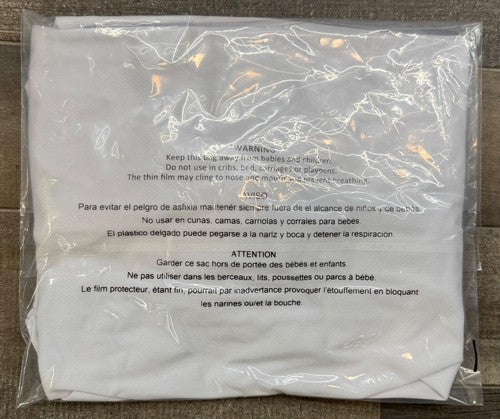 WARNING
Keep this bag away from babies and children.
Do not use in cribs, bed, carriages or playpens.
The thin film may cling to nose and mouth and prevent breathing.
AVISO
Para evitar el peligro de asfixia mantener siempre fuera de el alcance de niños y de bebés.
No usar en cunas, camas, carriolas y corrales para bebés.
El plástico delgado puede pegarse a la nariz y boca y detener la respiración
ATTENTION
Garder ce sac hors de portée des bébés et enfants.
Ne pas utiliser dans les berceaux, lits, poussettes ou parcs à bébé.
Le film protecteur, étant fin, pourrait par inadvertance provoquer l'étouffement en bloquant
les narines ou/et la bouche.